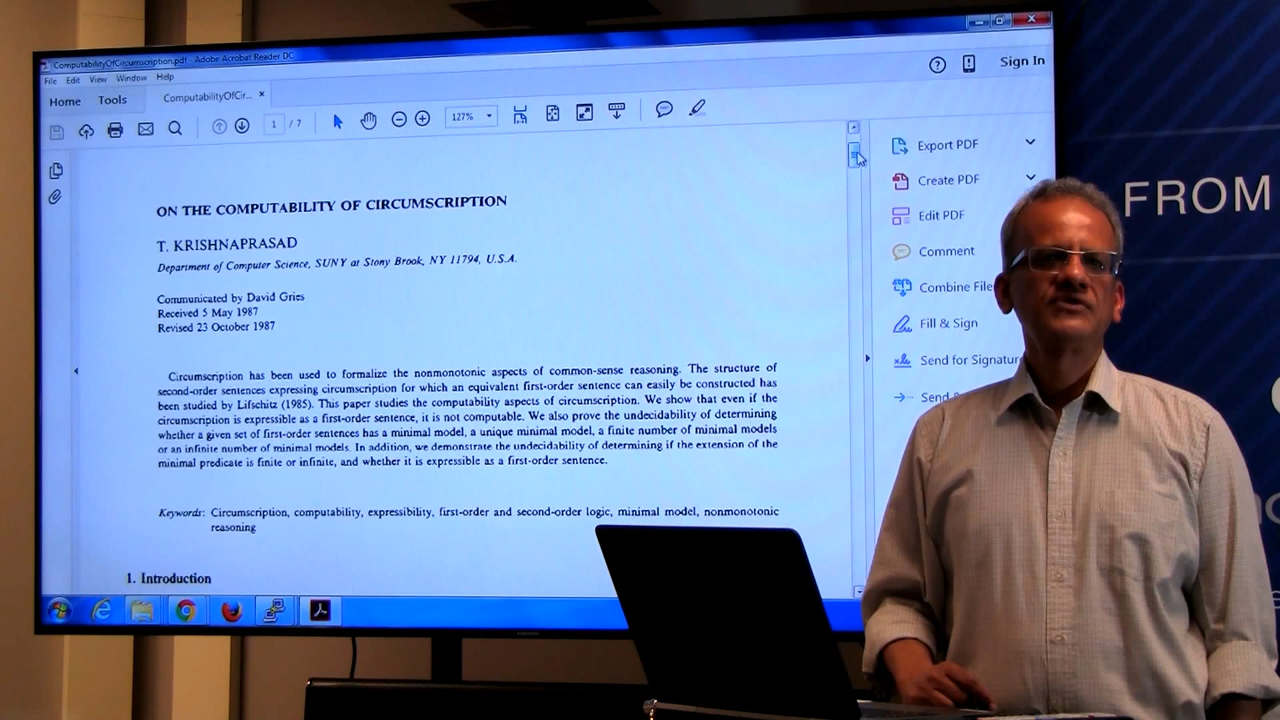 ComputabilityOfCircumscription.pdf - Adobe Acrobat Reader DC
File Edit View Window Help
Home Tools ComputabilityOfCir... ×
Sign In
1 / 7 127%
Export PDF
Create PDF
Edit PDF
Comment
Combine File
Fill & Sign
Send for Signatur
Send
ON THE COMPUTABILITY OF CIRCUMSCRIPTION
T. KRISHNAPRASAD
Department of Computer Science, SUNY at Stony Brook, NY 11794, U.S.A.
Communicated by David Gries
Received 5 May 1987
Revised 23 October 1987
Circumscription has been used to formalize the nonmonotonic aspects of common-sense reasoning. The structure of
second-order sentences expressing circumscription for which an equivalent first-order sentence can easily be constructed has
been studied by Lifschitz (1985). This paper studies the computability aspects of circumscription. We show that even if the
circumscription is expressible as a first-order sentence, it is not computable. We also prove the undecidability of determining
whether a given set of first-order sentences has a minimal model, a unique minimal model, a finite number of minimal models
or an infinite number of minimal models. In addition, we demonstrate the undecidability of determining if the extension of the
minimal predicate is finite or infinite, and whether it is expressible as a first-order sentence.
Keywords: Circumscription, computability, expressibility, first-order and second-order logic, minimal model, nonmonotonic
reasoning
1. Introduction
FROM